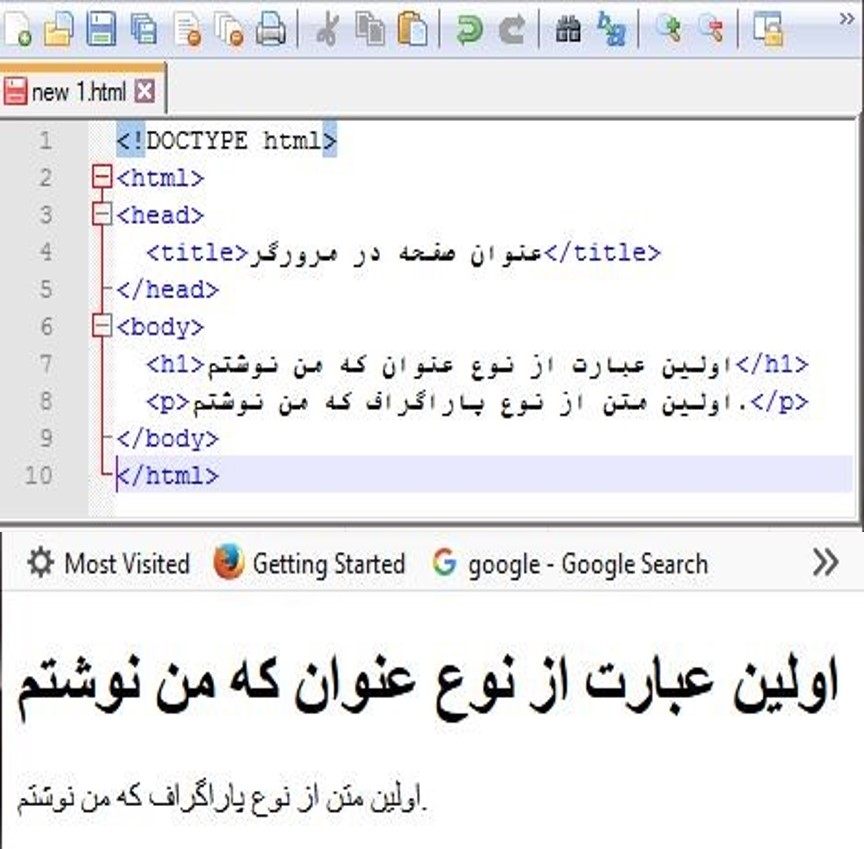 new 1.html
1 <!DOCTYPE html>
2 <html>
3 <head>
4 <title>عنوان صفحه در مرورگر</title>
5 </head>
6 <body>
7 <h1>اولین عبارت از نوع عنوان که من نوشتم</h1>
8 <p>اولین متن از نوع پاراگراف که من نوشتم.</p>
9 </body>
10 </html>
Most Visited Getting Started google - Google Search
اولین عبارت از نوع عنوان که من نوشتم
اولین متن از نوع پاراگراف که من نوشتم.